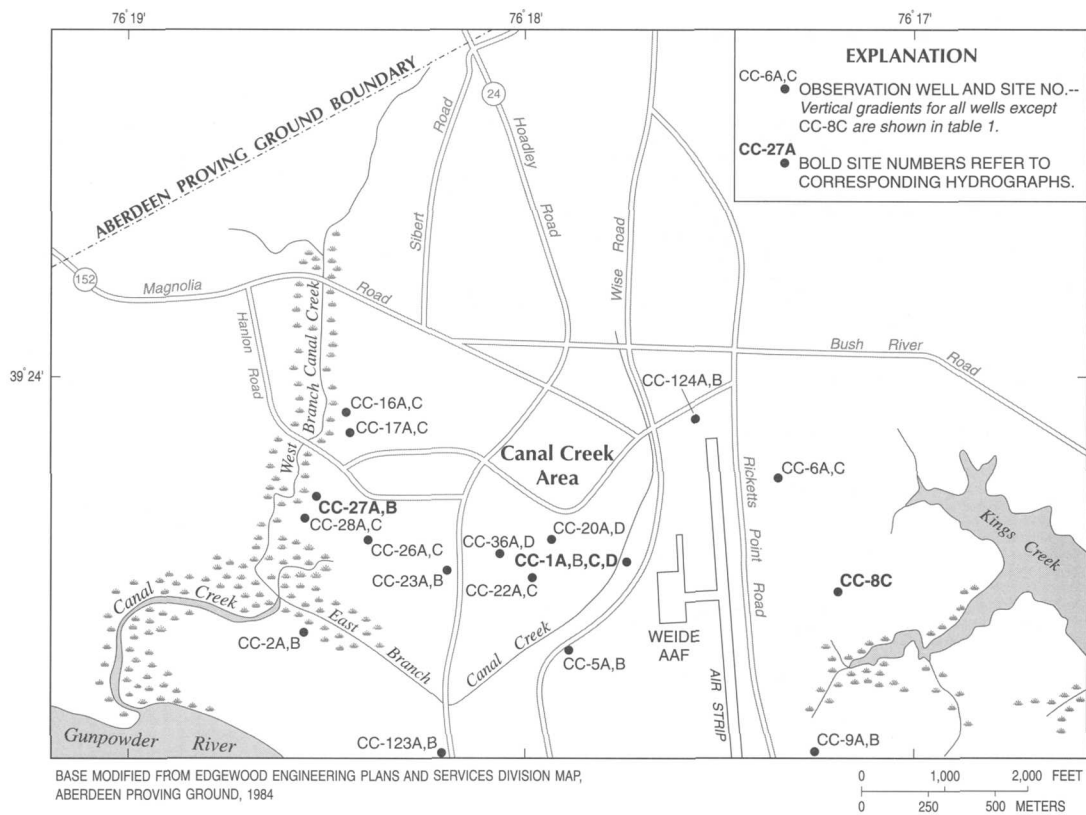 76° 19'
76° 18'
76° 17'
EXPLANATION
CC-6A,C
OBSERVATION WELL AND SITE NO.--
Vertical gradients for all wells except
CC-8C are shown in table 1.
CC-27A
BOLD SITE NUMBERS REFER TO
CORRESPONDING HYDROGRAPHS.
ABERDEEN PROVING GROUND BOUNDARY
24
Hoadley
Road
Sibert
Road
Wise Road
152
Magnolia
Road
Hanlon
Road
West
Branch Canal Creek
Bush River
Road
39° 24'
CC-124A,B
CC-16A,C
CC-17A,C
Canal Creek
Area
CC-6A,C
Ricketts
Point
Road
Kings Creek
CC-27A,B
CC-28A,C
CC-26A,C
CC-36A,D
CC-20A,D
CC-1A,B,C,D
CC-23A,B
CC-22A,C
CC-8C
Canal
Creek
CC-2A,B
East
Branch
Canal Creek
WEIDE
AAF
CC-5A,B
AIR STRIP
Gunpowder River
CC-123A,B
CC-9A,B
BASE MODIFIED FROM EDGEWOOD ENGINEERING PLANS AND SERVICES DIVISION MAP,
ABERDEEN PROVING GROUND, 1984
0 1,000 2,000 FEET
0 250 500 METERS